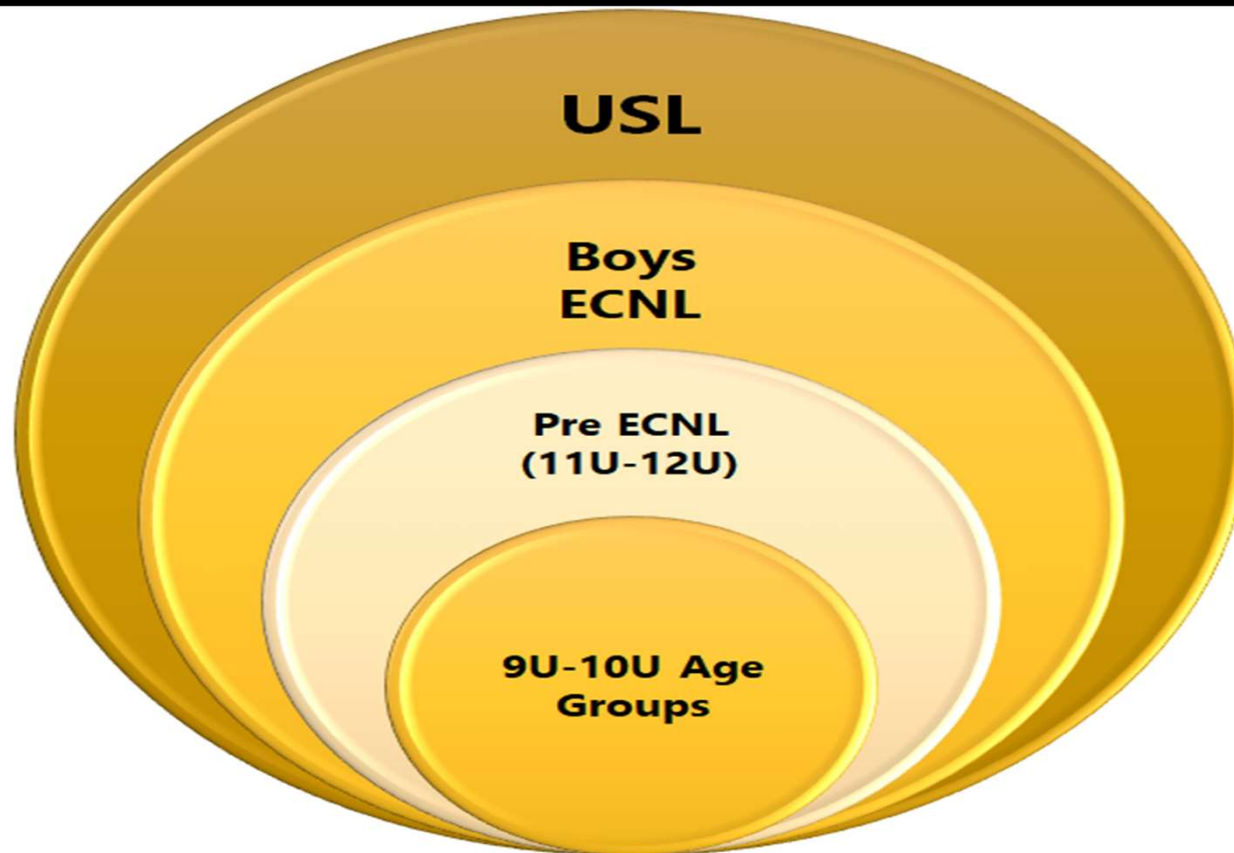 USL
Boys
ECNL
Pre ECNL
(11U-12U)
9U-10U Age
Groups